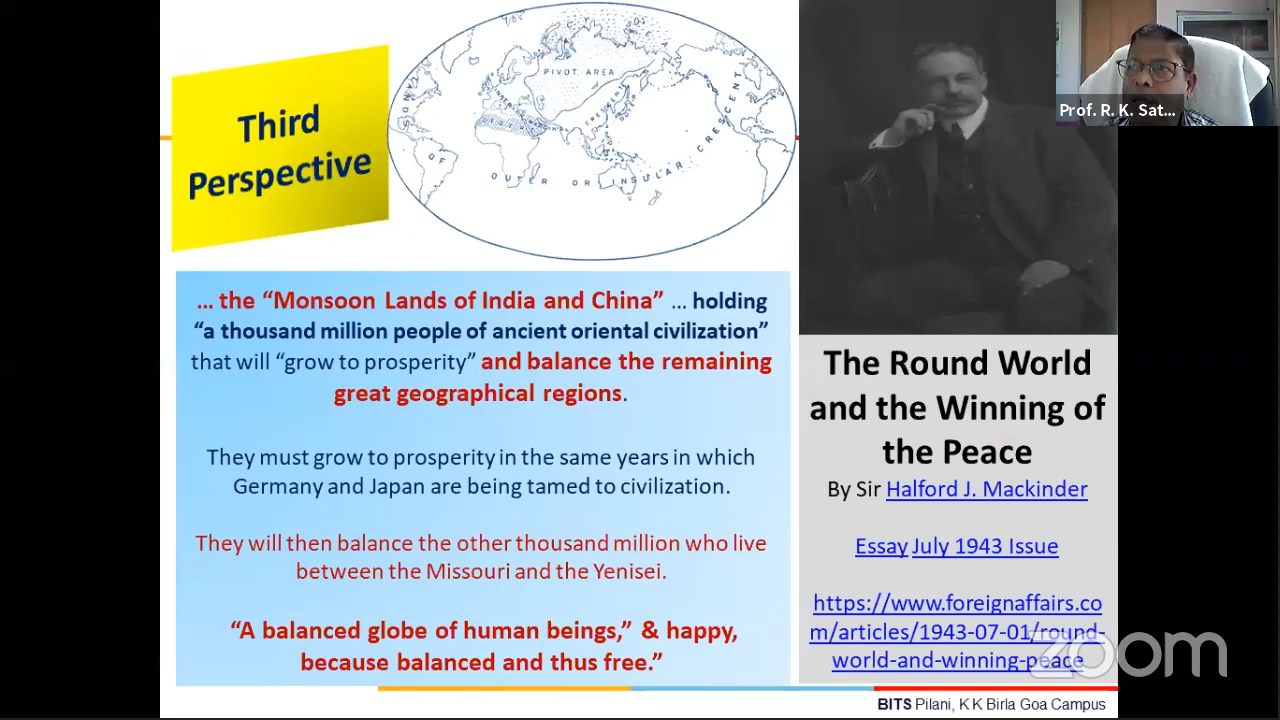 Third
Perspective
PIVOT AREA
LANDS
OF
OUTER OR INSULAR CRESCENT
Prof. R. K. Sat...
... the “Monsoon Lands of India and China” ... holding
“a thousand million people of ancient oriental civilization”
that will “grow to prosperity” and balance the remaining
great geographical regions.
They must grow to prosperity in the same years in which
Germany and Japan are being tamed to civilization.
They will then balance the other thousand million who live
between the Missouri and the Yenisei.
“A balanced globe of human beings,” & happy,
because balanced and thus free.”
The Round World
and the Winning of
the Peace
By Sir Halford J. Mackinder
Essay July 1943 Issue
https://www.foreignaffairs.co
m/articles/1943-07-01/round-
world-and-winning-peace
zoom
BITS Pilani, K K Birla Goa Campus